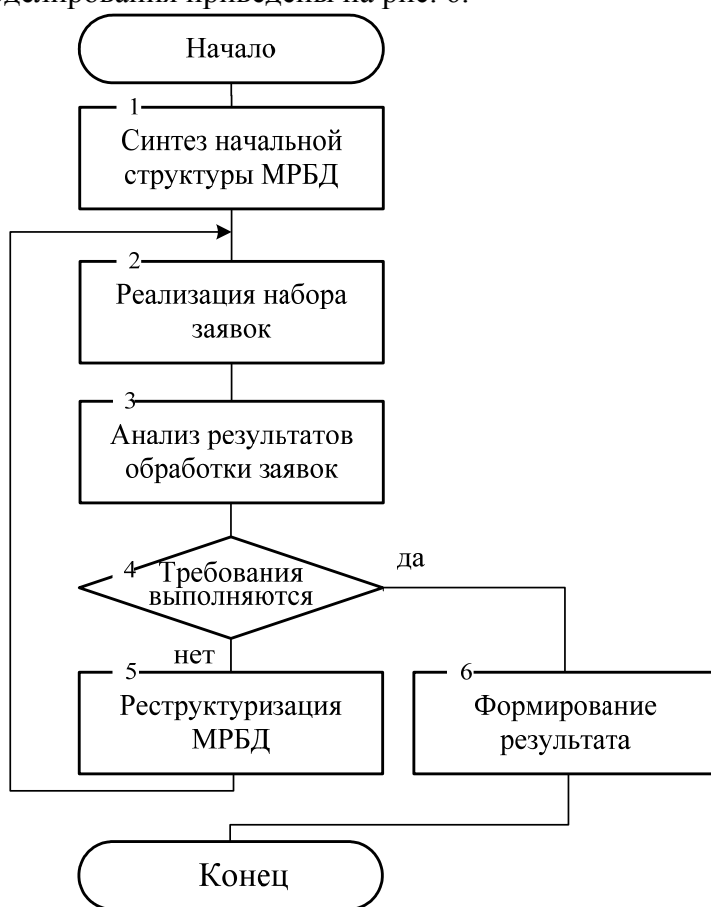 делирования приведены на рис. 6.
Начало
1
Синтез начальной
структуры МРБД
2
Реализация набора
заявок
3
Анализ результатов
обработки заявок
4
Требования
выполняются
да
нет
5
Реструктуризация
МРБД
6
Формирование
результата
Конец